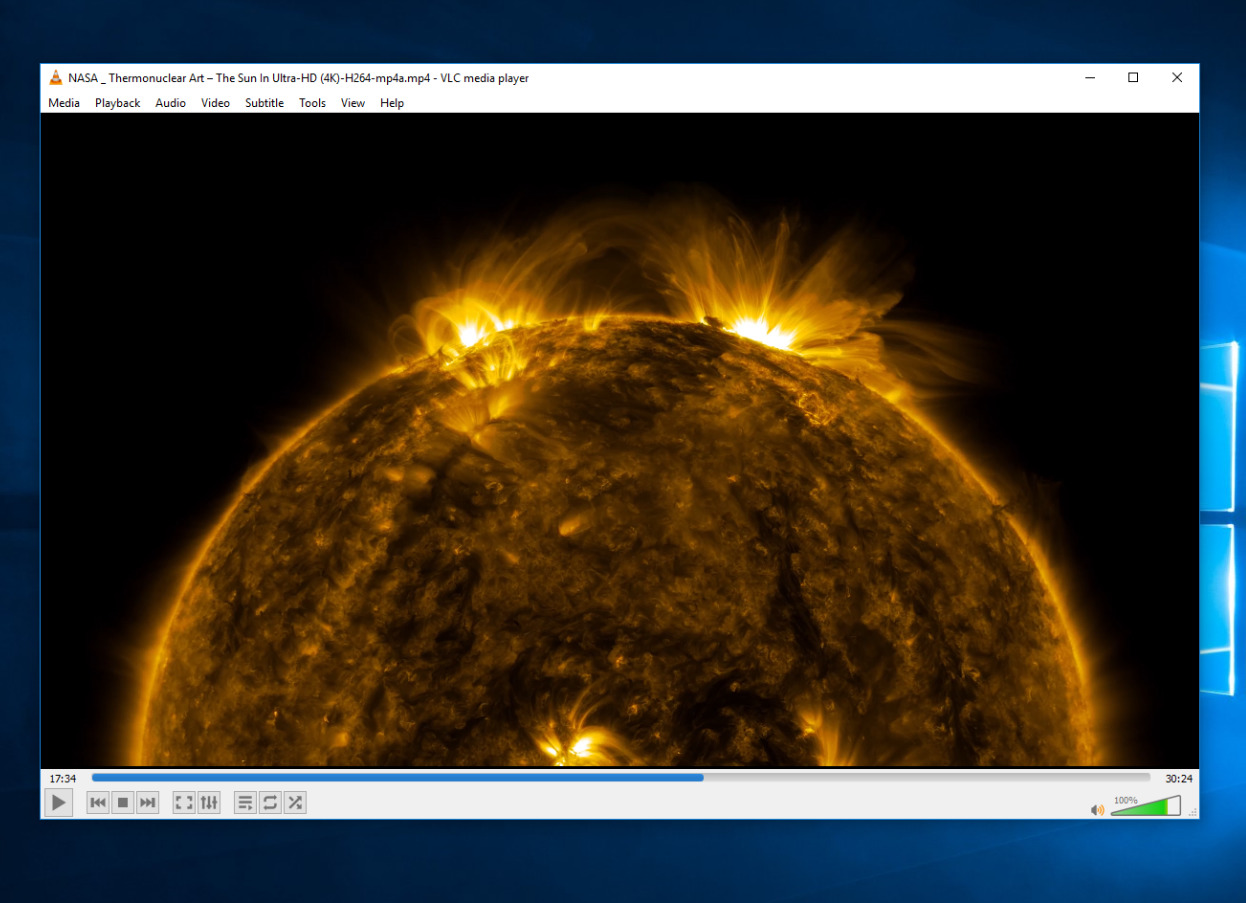 NASA _ Thermonuclear Art – The Sun In Ultra-HD (4K)-H264-mp4a.mp4 - VLC media player
Media Playback Audio Video Subtitle Tools View Help
17:34 30:24
100%